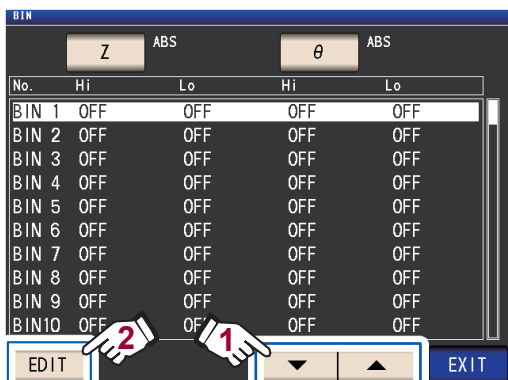 BIN
Z ABS θ ABS
No. Hi Lo Hi Lo
BIN 1 OFF OFF OFF OFF
BIN 2 OFF OFF OFF OFF
BIN 3 OFF OFF OFF OFF
BIN 4 OFF OFF OFF OFF
BIN 5 OFF OFF OFF OFF
BIN 6 OFF OFF OFF OFF
BIN 7 OFF OFF OFF OFF
BIN 8 OFF OFF OFF OFF
BIN 9 OFF OFF OFF OFF
BIN10 OFF OFF OFF OFF
2 1
EDIT ▼ ▲ EXIT